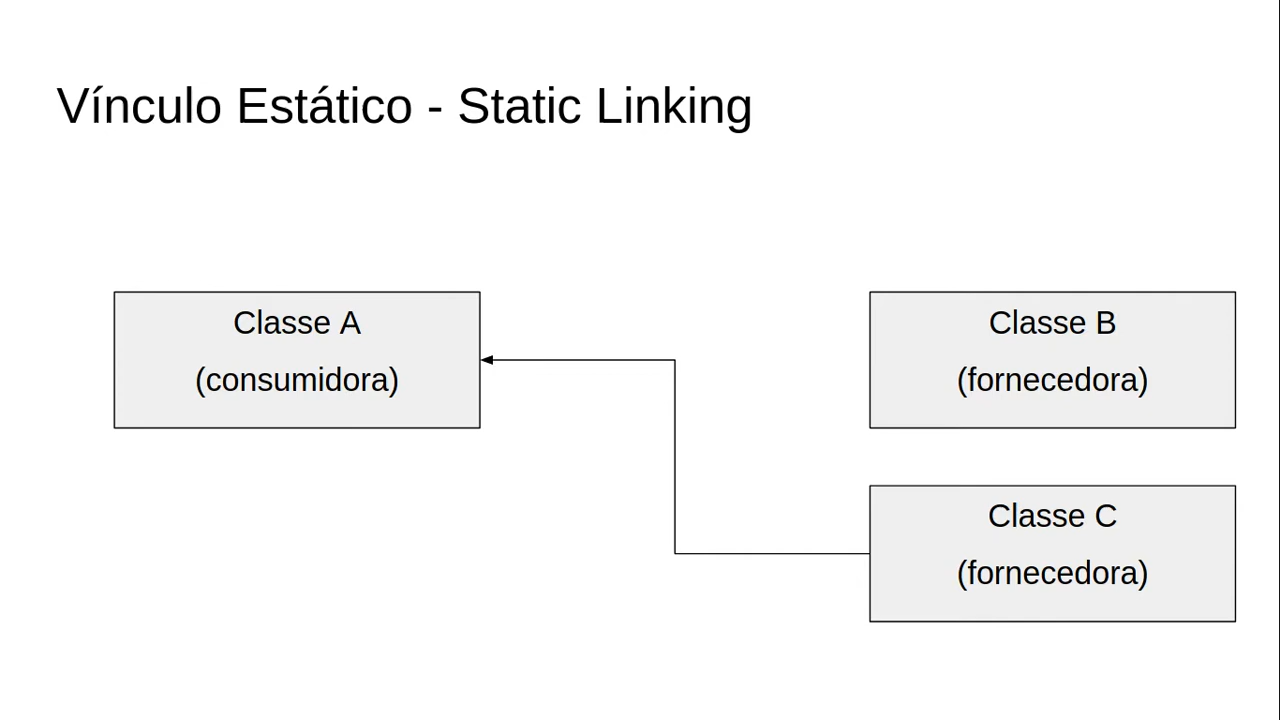 Vínculo Estático - Static Linking
Classe A
(consumidora)
Classe B
(fornecedora)
Classe C
(fornecedora)